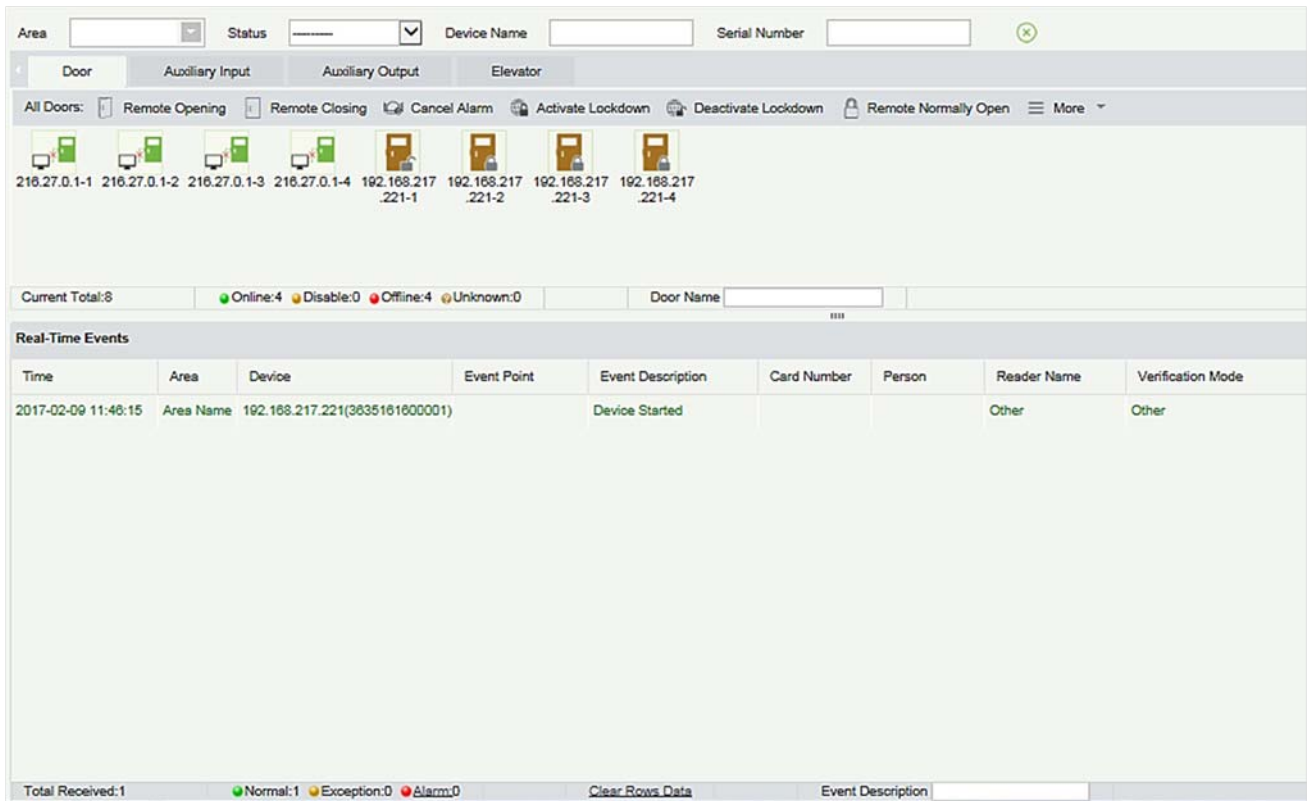 Area Status --------- Device Name Serial Number
Door Auxiliary Input Auxiliary Output Elevator
All Doors: Remote Opening Remote Closing Cancel Alarm Activate Lockdown Deactivate Lockdown Remote Normally Open More
216.27.0.1-1 216.27.0.1-2 216.27.0.1-3 216.27.0.1-4 192.168.217 192.168.217 192.168.217 192.168.217
.221-1 .221-2 .221-3 .221-4
Current Total:8 Online:4 Disable:0 Offline:4 Unknown:0 Door Name
Real-Time Events
Time Area Device Event Point Event Description Card Number Person Reader Name Verification Mode
2017-02-09 11:46:15 Area Name 192.168.217.221(3635161600001) Device Started Other Other
Total Received:1 Normal:1 Exception:0 Alarm:0 Clear Rows Data Event Description